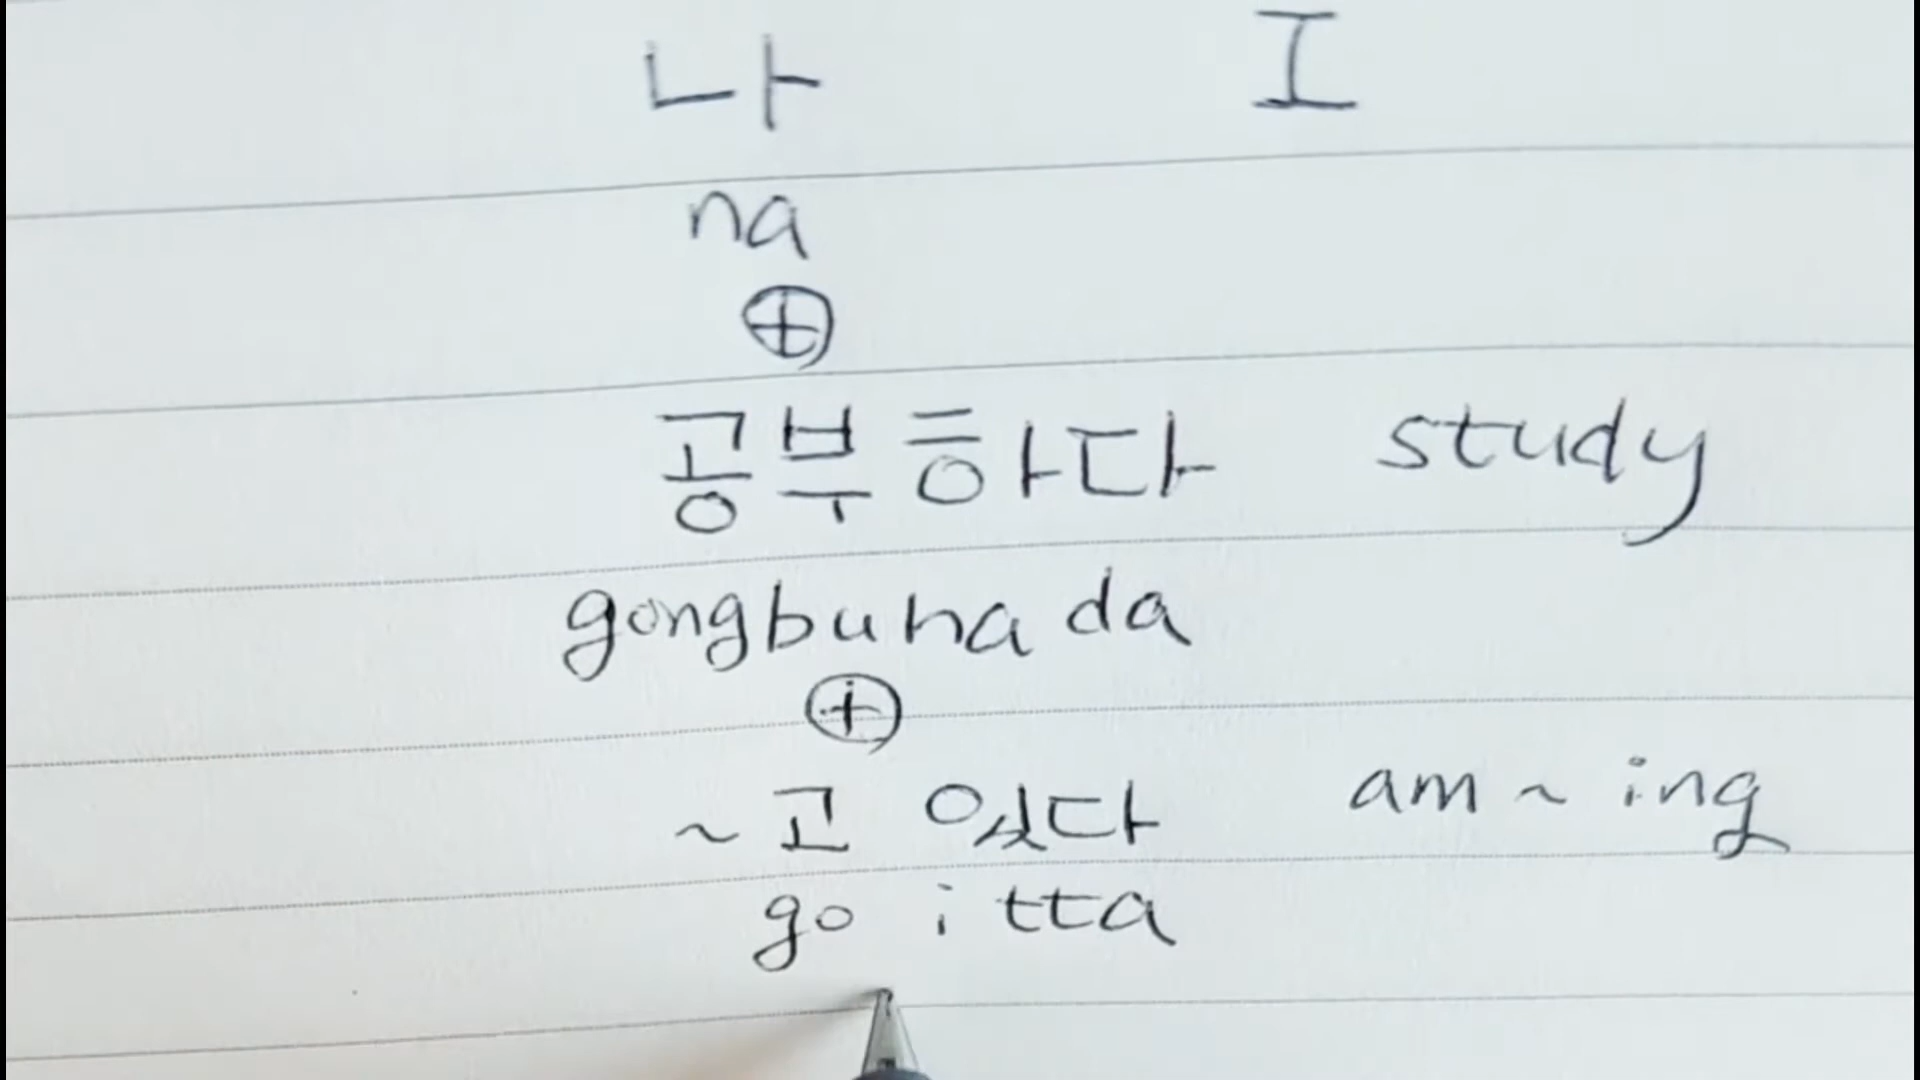 나 I
na
⊕
공부하다 study
gongbuhada
⊕
~고 있다 am ~ ing
go itta